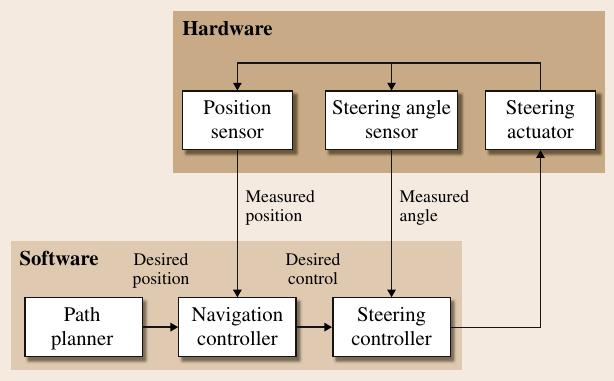 Hardware
Position
sensor
Steering angle
sensor
Steering
actuator
Measured
position
Measured
angle
Software
Desired
position
Desired
control
Path
planner
Navigation
controller
Steering
controller